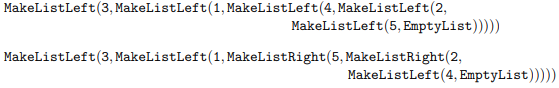 MakeListLeft(3,MakeListLeft(1,MakeListLeft(4,MakeListLeft(2,
MakeListLeft(5,EmptyList)))))
MakeListLeft(3,MakeListLeft(1,MakeListRight(5,MakeListRight(2,
MakeListLeft(4,EmptyList)))))